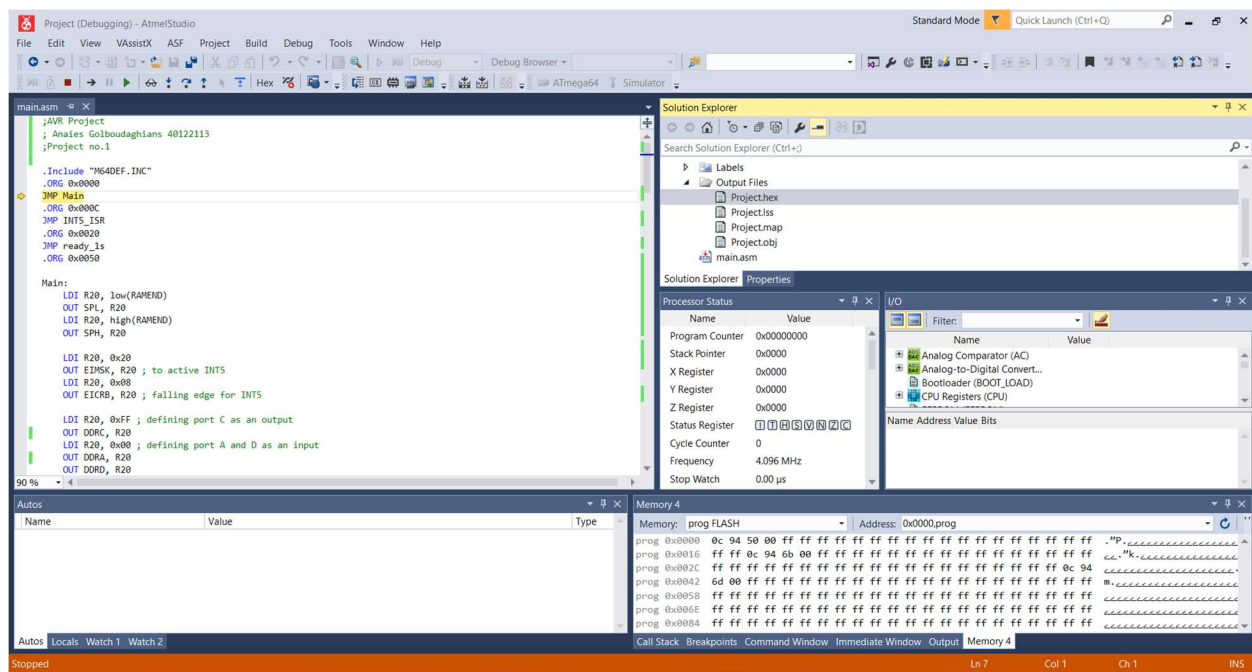 Project (Debugging) - AtmelStudio
Standard Mode
Quick Launch (Ctrl+Q)
File Edit View VAssistX ASF Project Build Debug Tools Window Help
Debug Debug Browser
Hex ATmega64 Simulator
main.asm
;AVR Project
; Anaies Golboudaghians 40122113
;Project no.1
.Include "M64DEF.INC"
.ORG 0x0000
JMP Main
.ORG 0x000C
JMP INT5_ISR
.ORG 0x0020
JMP ready_1s
.ORG 0x0050
Main:
LDI R20, low(RAMEND)
OUT SPL, R20
LDI R20, high(RAMEND)
OUT SPH, R20
LDI R20, 0x20
OUT EIMSK, R20 ; to active INT5
LDI R20, 0x08
OUT EICRB, R20 ; falling edge for INT5
LDI R20, 0xFF ; defining port C as an output
OUT DDRC, R20
LDI R20, 0x00 ; defining port A and D as an input
OUT DDRA, R20
OUT DDRD, R20
90 %
Solution Explorer
Search Solution Explorer (Ctrl+;)
Labels
Output Files
Project.hex
Project.lss
Project.map
Project.obj
main.asm
Solution Explorer Properties
Processor Status
Name Value
Program Counter 0x00000000
Stack Pointer 0x0000
X Register 0x0000
Y Register 0x0000
Z Register 0x0000
Status Register I T H S V N Z C
Cycle Counter 0
Frequency 4.096 MHz
Stop Watch 0.00 µs
I/O
Filter:
Name Value
Analog Comparator (AC)
Analog-to-Digital Convert...
Bootloader (BOOT_LOAD)
CPU Registers (CPU)
Name Address Value Bits
Autos
Name Value Type
Autos Locals Watch 1 Watch 2
Memory 4
Memory: prog FLASH Address: 0x0000,prog
prog 0x0000 0c 94 50 00 ff ff ff ff ff ff ff ff ff ff ff ff ff ff ff ff ff ff
prog 0x0016 ff ff 0c 94 6b 00 ff ff ff ff ff ff ff ff ff ff ff ff ff ff ff ff
prog 0x002C ff ff ff ff ff ff ff ff ff ff ff ff ff ff ff ff ff ff ff ff 0c 94
prog 0x0042 6d 00 ff ff ff ff ff ff ff ff ff ff ff ff ff ff ff ff ff ff ff ff
prog 0x0058 ff ff ff ff ff ff ff ff ff ff ff ff ff ff ff ff ff ff ff ff ff ff
prog 0x006E ff ff ff ff ff ff ff ff ff ff ff ff ff ff ff ff ff ff ff ff ff ff
prog 0x0084 ff ff ff ff ff ff ff ff ff ff ff ff ff ff ff ff ff ff ff ff ff ff
Call Stack Breakpoints Command Window Immediate Window Output Memory 4
Stopped
Ln 7 Col 1 Ch 1 INS